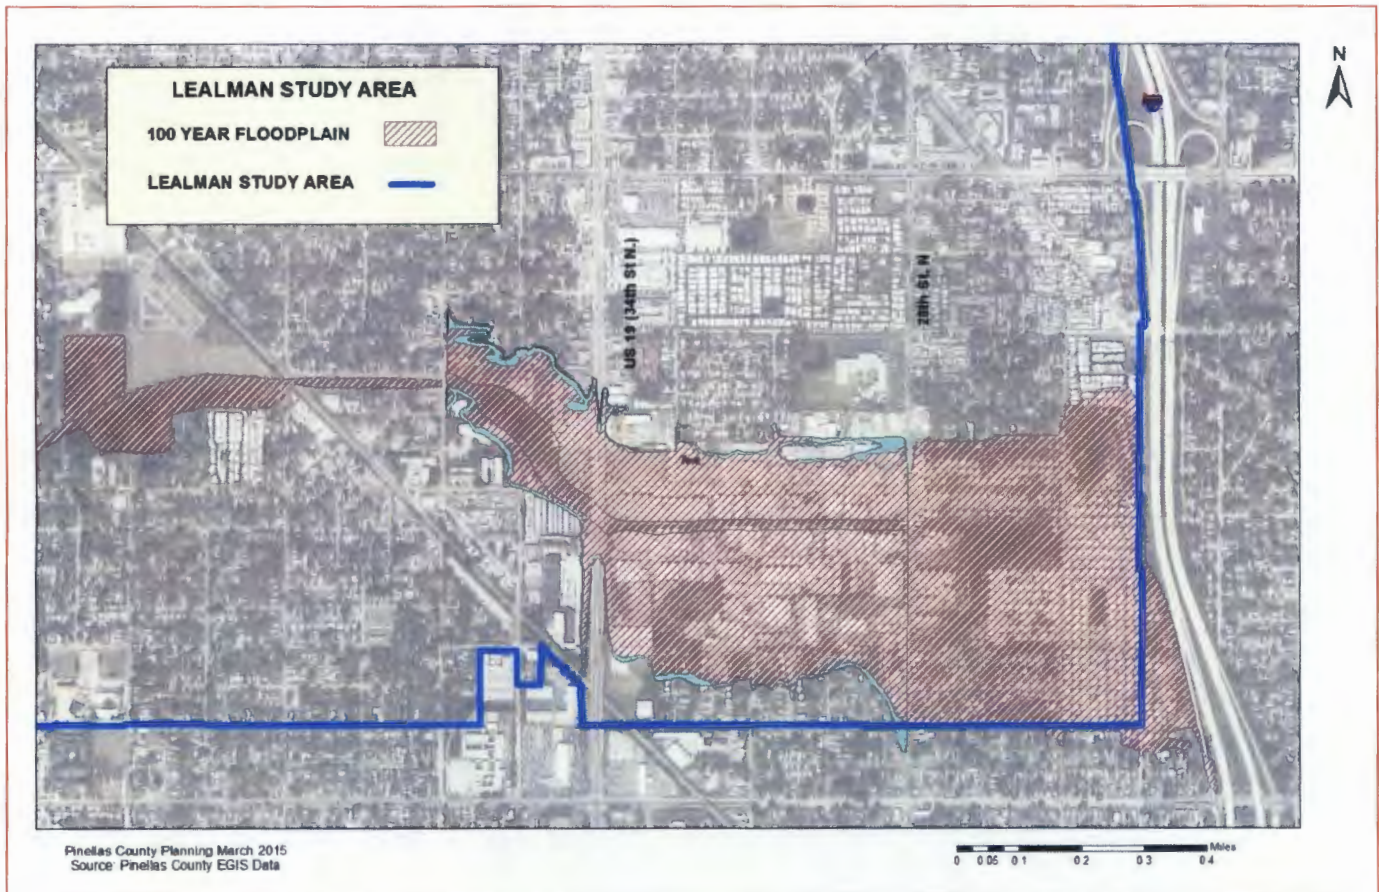 LEALMAN STUDY AREA
100 YEAR FLOODPLAIN
LEALMAN STUDY AREA
N
US 19 (34th St N.)
28th St. N
Pinellas County Planning March 2015
Source: Pinellas County EGIS Data
0 0.05 0.1 0.2 0.3 0.4 Miles